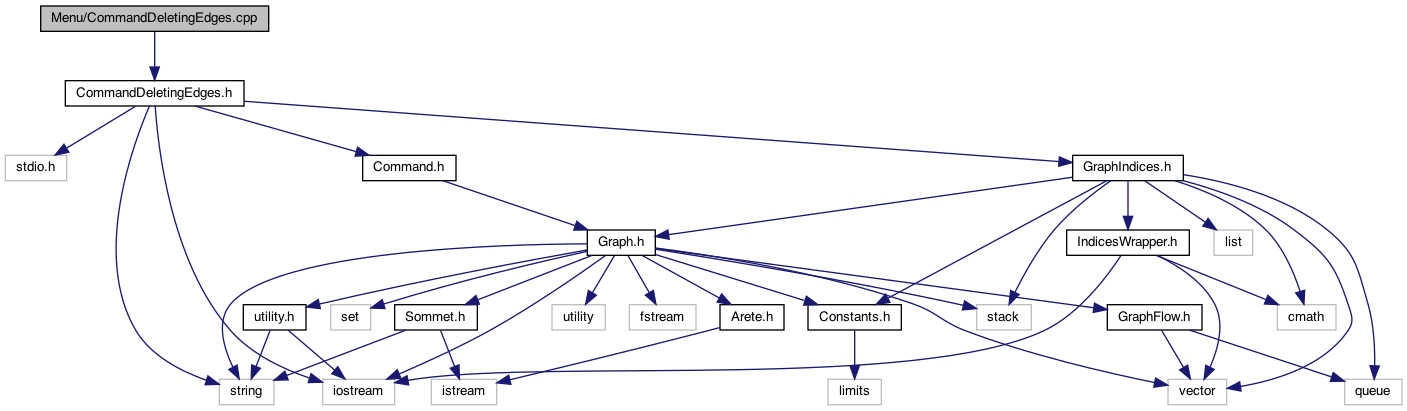 Menu/CommandDeletingEdges.cpp
CommandDeletingEdges.h
stdio.h
Command.h
GraphIndices.h
Graph.h
IndicesWrapper.h
list
utility.h
set
Sommet.h
utility
fstream
Arete.h
Constants.h
stack
GraphFlow.h
cmath
string
iostream
istream
limits
vector
queue